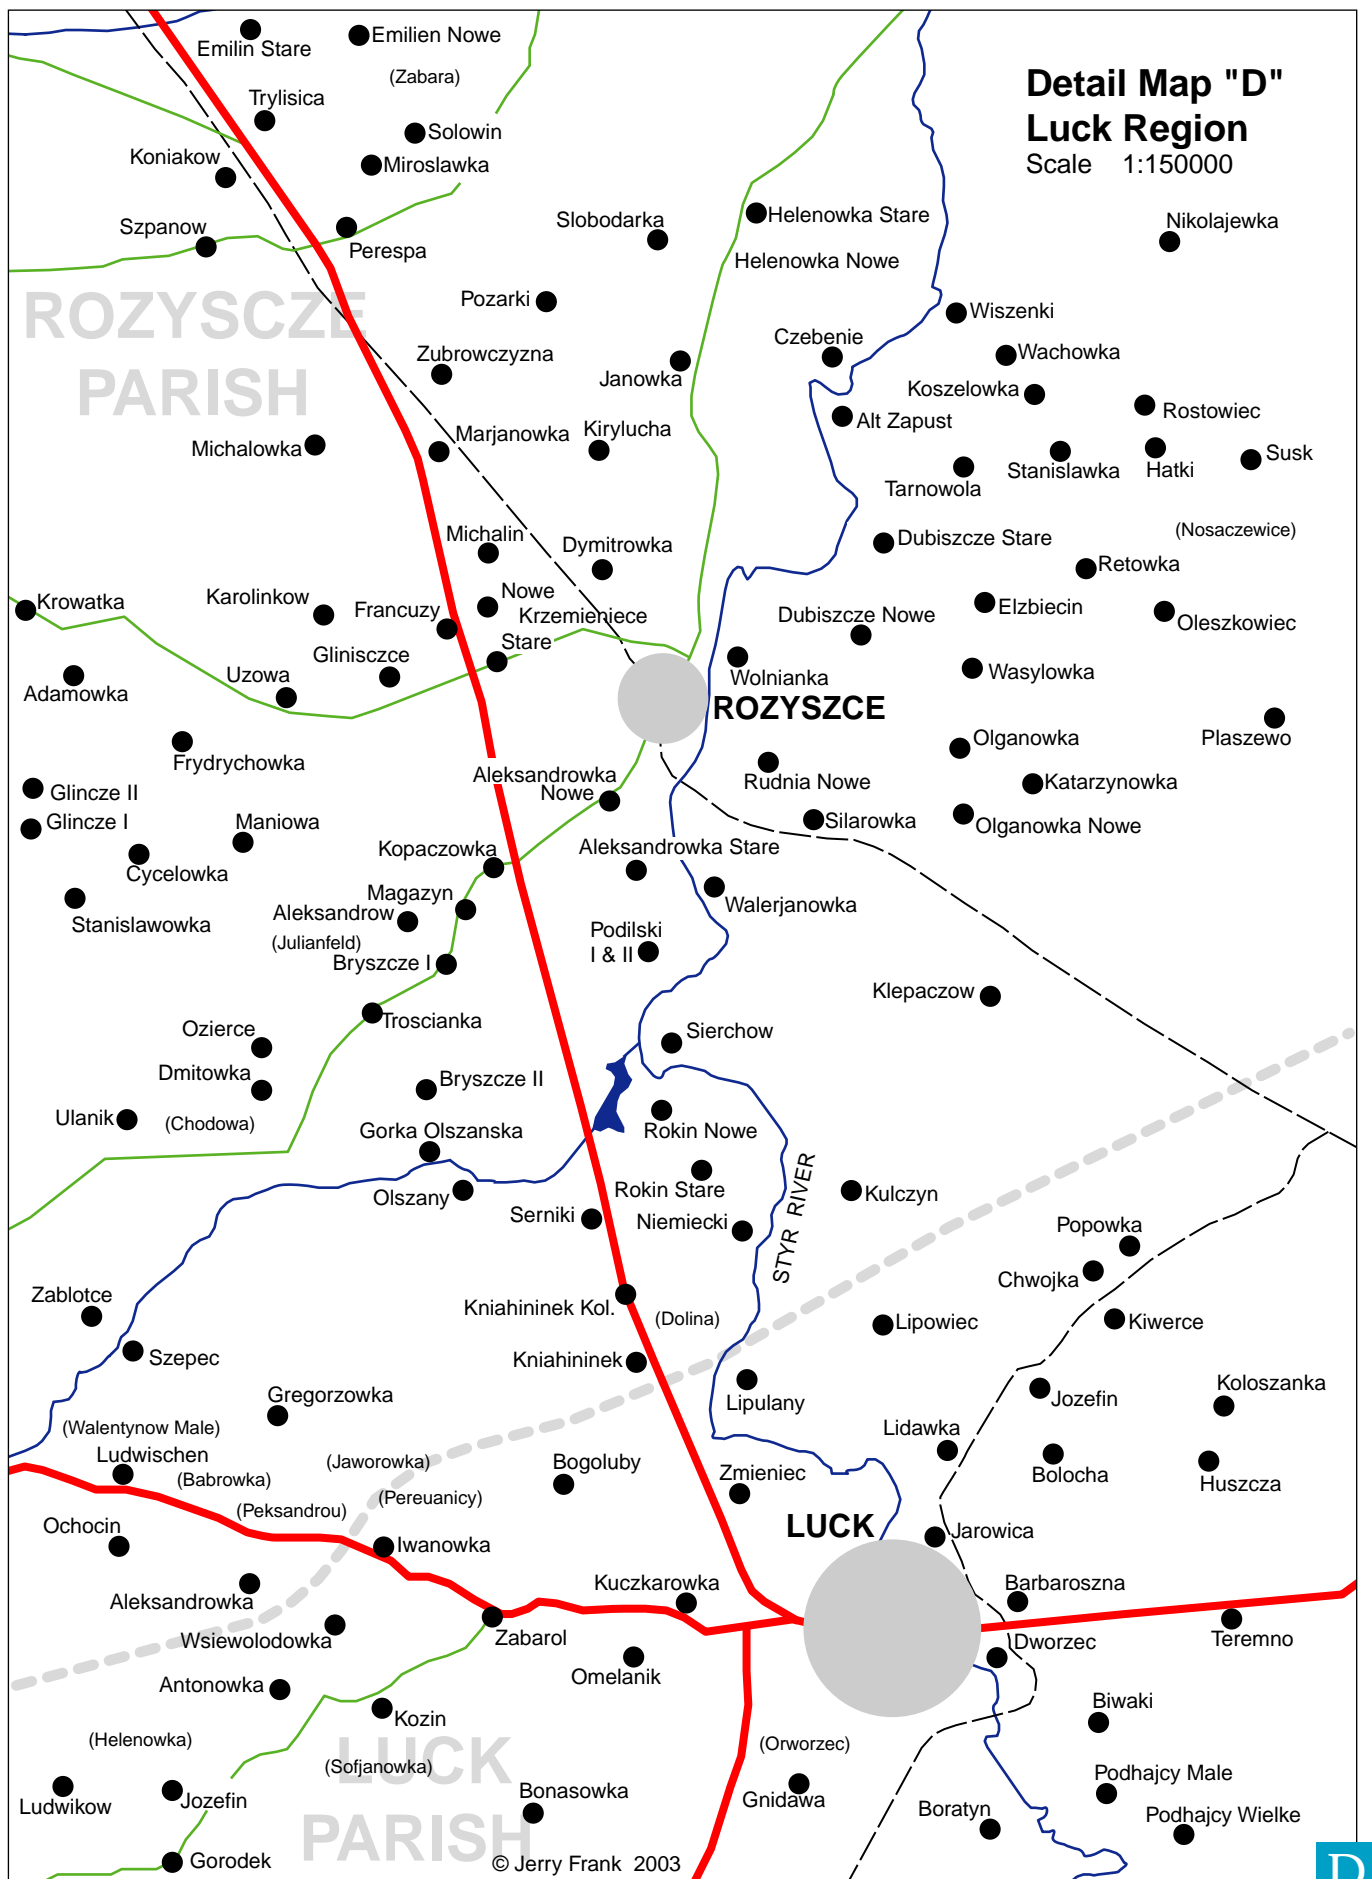 Emilin Stare
Emilien Nowe
(Zabara)
Detail Map "D"
Luck Region
Scale 1:150000
Trylisica
Solowin
Koniakow
Miroslawka
Szpanow
Perespa
Slobodarka
Helenowka Stare
Nikolajewka
Helenowka Nowe
ROZYSCZE
PARISH
Pozarki
Wiszenki
Czebenie
Wachowka
Zubrowczyzna
Janowka
Koszelowka
Rostowiec
Alt Zapust
Michalowka
Marjanowka
Kirylucha
Stanislawka
Hatki
Susk
Tarnowola
(Nosaczewice)
Michalin
Dymitrowka
Dubiszcze Stare
Retowka
Krowatka
Karolinkow
Francuzy
Nowe
Krzemieniece
Stare
Dubiszcze Nowe
Elzbiecin
Oleszkowiec
Gliniscze
Adamowka
Uzowa
Wolnianka
Wasylowka
ROZYSZCE
Plaszewo
Frydrychowka
Olganowka
Aleksandrowka
Nowe
Rudnia Nowe
Katarzynowka
Glincze II
Glincze I
Maniowa
Silarowka
Olganowka Nowe
Cycelowka
Kopaczowka
Aleksandrowka Stare
Magazyn
Stanislawowka
Aleksandrow
(Julianfeld)
Walerjanowka
Bryszcze I
Podilski
I & II
Klepaczow
Troscianka
Ozierce
Sierchow
Dmitowka
Bryszcze II
Ulanik
(Chodowa)
Gorka Olszanska
Rokin Nowe
Olszany
Rokin Stare
STYR RIVER
Kulczyn
Serniki
Niemiecki
Popowka
Chwojka
Zablotce
Kniahininek Kol.
(Dolina)
Lipowiec
Kiwerce
Szepec
Kniahininek
Gregorzowka
Lipulany
Jozefin
Koloszanka
(Walentynow Male)
Ludwischen
(Babrowka)
(Jaworowka)
Bogoluby
Lidawka
Bolocha
Huszcza
Zmieniec
(Peksandrou)
(Pereuanicy)
LUCK
Ochocin
Iwanowka
Jarowica
Aleksandrowka
Kuczkarowka
Barbaroszna
Wsiewolodowka
Zabarol
Teremno
Dworzec
Omelanik
Antonowka
Kozin
Biwaki
(Helenowka)
LUCK
PARISH
(Sofjanowka)
(Orworzec)
Ludwikow
Jozefin
Bonasowka
Gnidawa
Podhajcy Male
Boratyn
Podhajcy Wielke
Gorodek
© Jerry Frank 2003
D